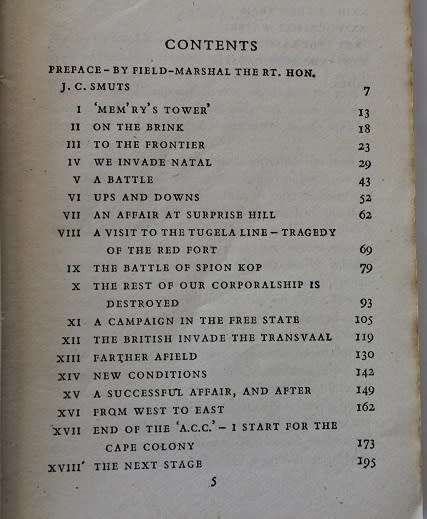 CONTENTS
PREFACE – BY FIELD-MARSHAL THE RT. HON.
J. C. SMUTS 7
I 'MEM'RY'S TOWER' 13
II ON THE BRINK 18
III TO THE FRONTIER 23
IV WE INVADE NATAL 29
V A BATTLE 43
VI UPS AND DOWNS 52
VII AN AFFAIR AT SURPRISE HILL 62
VIII A VISIT TO THE TUGELA LINE – TRAGEDY
OF THE RED FORT 69
IX THE BATTLE OF SPION KOP 79
X THE REST OF OUR CORPORALSHIP IS
DESTROYED 93
XI A CAMPAIGN IN THE FREE STATE 105
XII THE BRITISH INVADE THE TRANSVAAL 119
XIII FARTHER AFIELD 130
XIV NEW CONDITIONS 142
XV A SUCCESSFUL AFFAIR, AND AFTER 149
XVI FROM WEST TO EAST 162
XVII END OF THE 'A.C.C.' – I START FOR THE
CAPE COLONY 173
XVIII THE NEXT STAGE 195
5